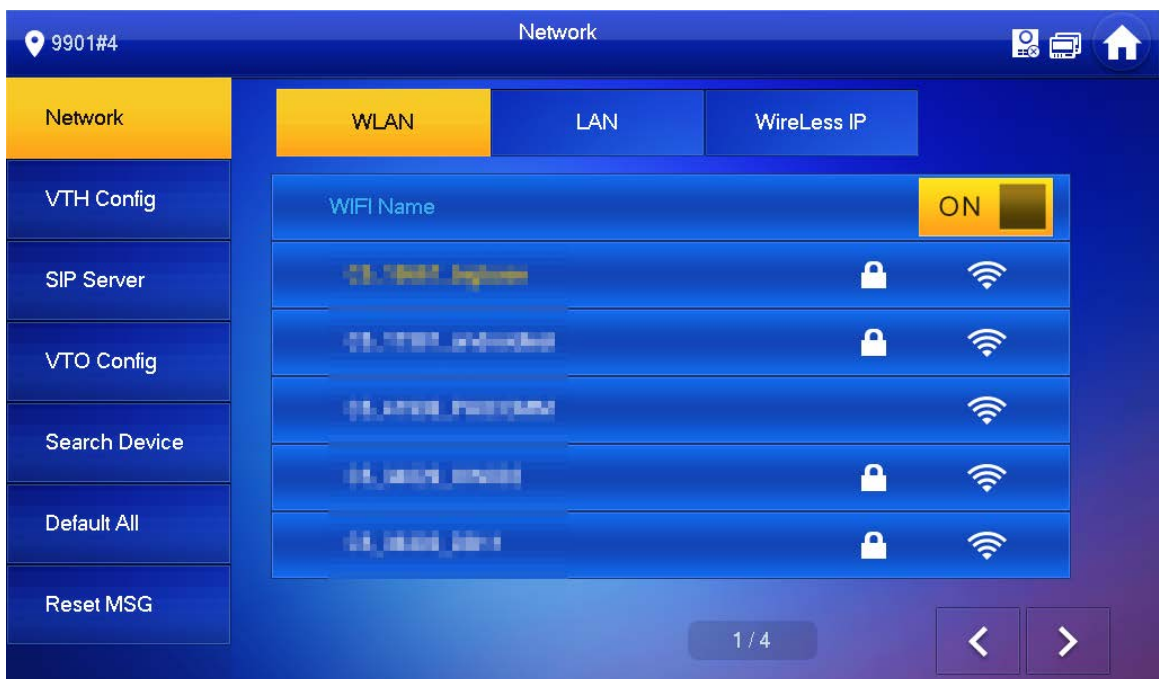 9901#4
Network
Network
VTH Config
SIP Server
VTO Config
Search Device
Default All
Reset MSG
WLAN
LAN
WireLess IP
WIFI Name
ON
1 / 4